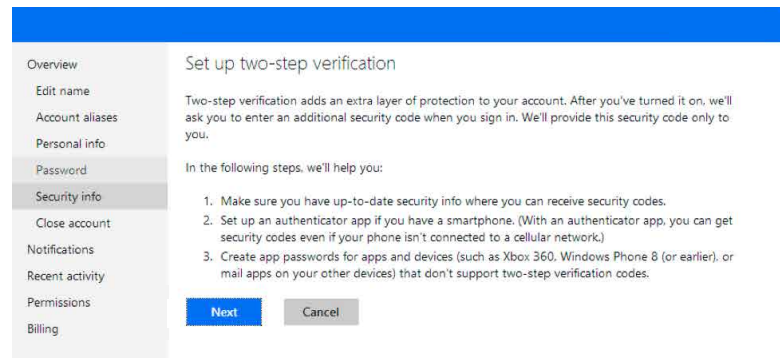 Overview
Edit name
Account aliases
Personal info
Password
Security info
Close account
Notifications
Recent activity
Permissions
Billing
Set up two-step verification
Two-step verification adds an extra layer of protection to your account. After you've turned it on, we'll
ask you to enter an additional security code when you sign in. We'll provide this security code only to
you.
In the following steps, we'll help you:
1. Make sure you have up-to-date security info where you can receive security codes.
2. Set up an authenticator app if you have a smartphone. (With an authenticator app, you can get
security codes even if your phone isn't connected to a cellular network.)
3. Create app passwords for apps and devices (such as Xbox 360, Windows Phone 8 (or earlier), or
mail apps on your other devices) that don't support two-step verification codes.
Next
Cancel